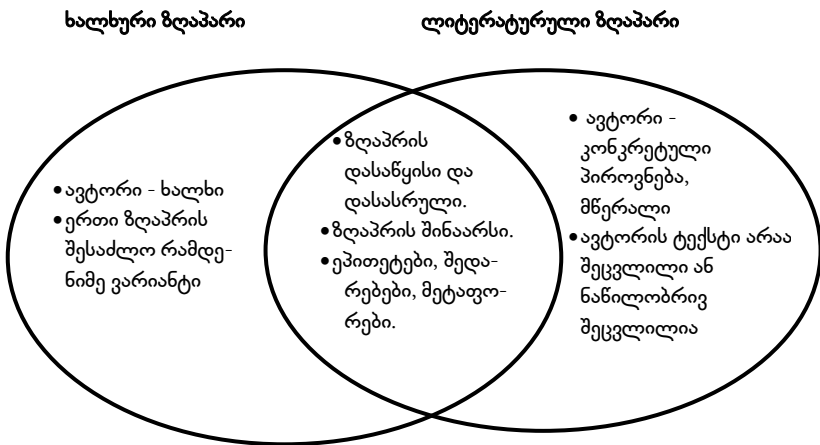 ხალხური ზღაპარი
ლიტერატურული ზღაპარი
•ავტორი - ხალხი
•ერთი ზღაპრის
შესაძლო რამდე-
ნიმე ვარიანტი
•ზღაპრის
დასაწყისი და
დასასრული.
•ზღაპრის შინაარსი.
•ეპითეტები, შედა-
რებები, მეტაფო-
რები.
• ავტორი -
კონკრეტული
პიროვნება,
მწერალი
•ავტორის ტექსტი არაა
შეცვლილი ან
ნაწილობრივ
შეცვლილია